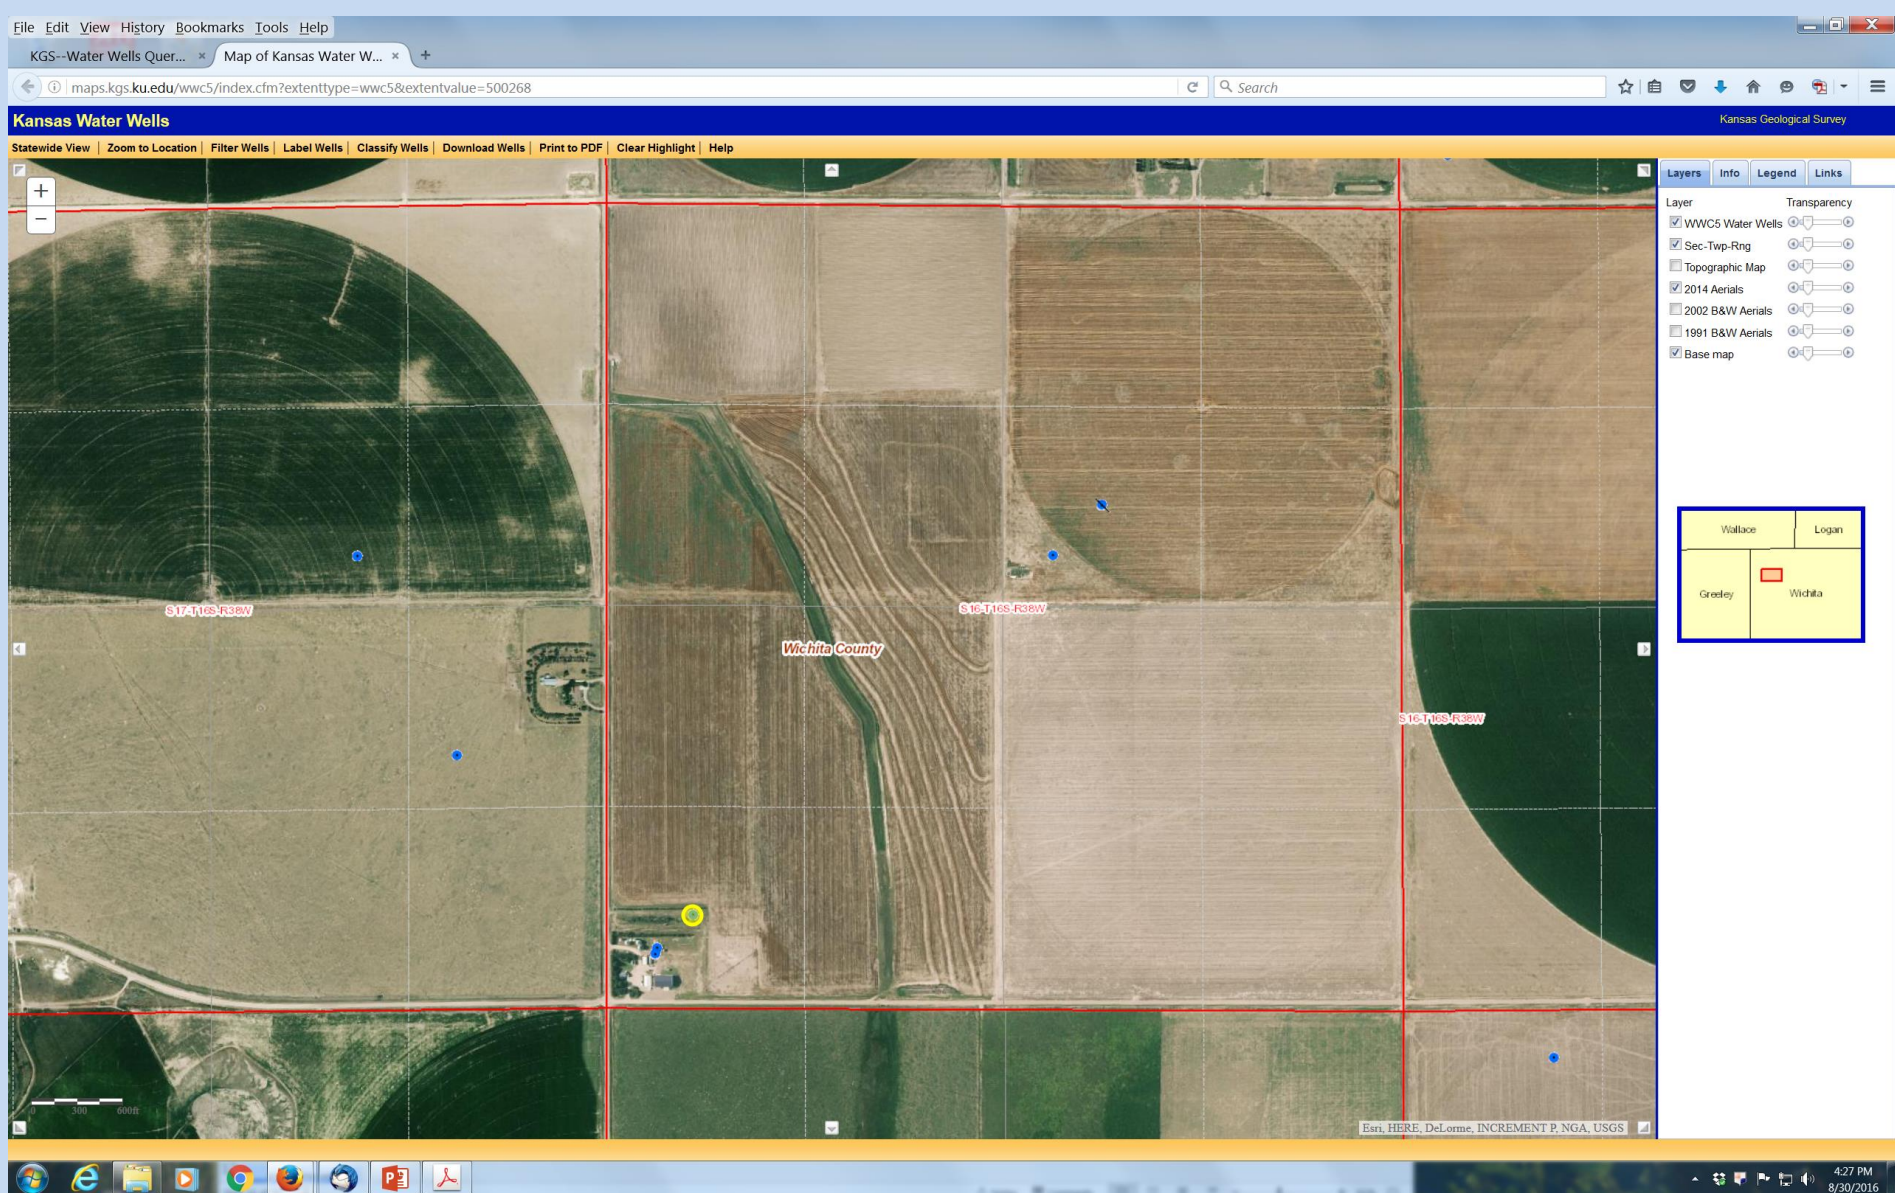 File Edit View History Bookmarks Tools Help
KGS--Water Wells Quer... × Map of Kansas Water W... × +
maps.kgs.ku.edu/wwc5/index.cfm?extenttype=wwc5&extentvalue=500268 Search
Kansas Water Wells Kansas Geological Survey
Statewide View | Zoom to Location | Filter Wells | Label Wells | Classify Wells | Download Wells | Print to PDF | Clear Highlight | Help
+
−
Layers Info Legend Links
Layer Transparency
WWC5 Water Wells
Sec-Twp-Rng
Topographic Map
2014 Aerials
2002 B&W Aerials
1991 B&W Aerials
Base map
Wallace Logan
Greeley Wichita
S17-T16S-R38W
S16-T16S-R38W
Wichita County
S16-T16S-R38W
0 300 600ft
Esri, HERE, DeLorme, INCREMENT P, NGA, USGS
4:27 PM
8/30/2016